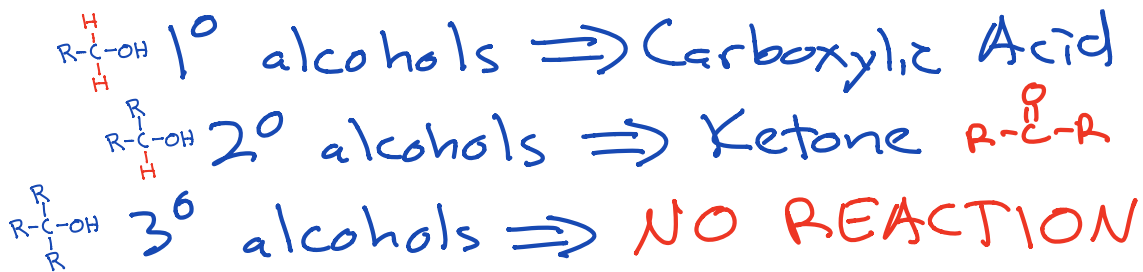 R-C-OH H H 1° alcohols ⇒ Carboxylic Acid
R-C-OH R H 2° alcohols ⇒ Ketone R-C-R O
R-C-OH R R 3° alcohols ⇒ NO REACTION